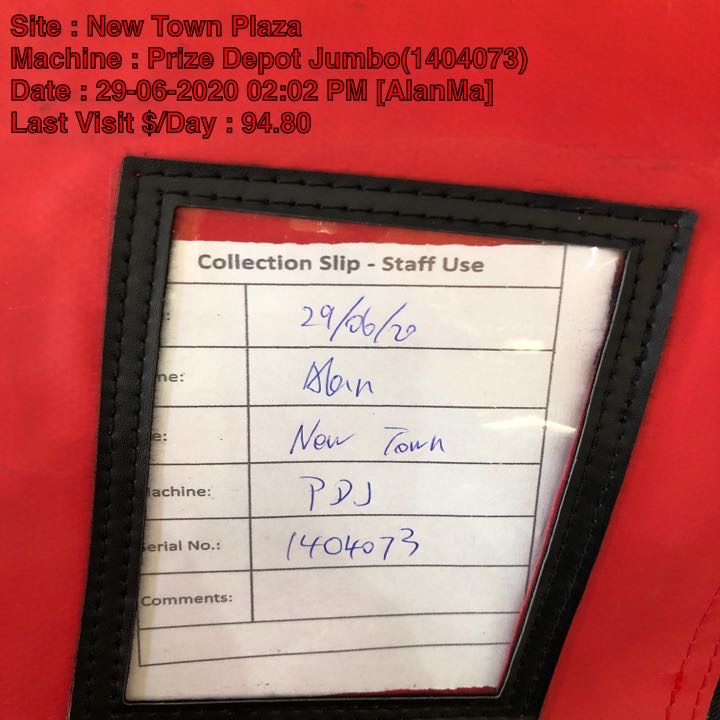 Site : New Town Plaza
Machine : Prize Depot Jumbo(1404073)
Date : 29-06-2020 02:02 PM [AlanMa]
Last Visit $/Day : 94.80
Collection Slip - Staff Use
: 29/06/20
me: Alan
e: New Town
achine: PDJ
erial No.: 1404073
Comments: